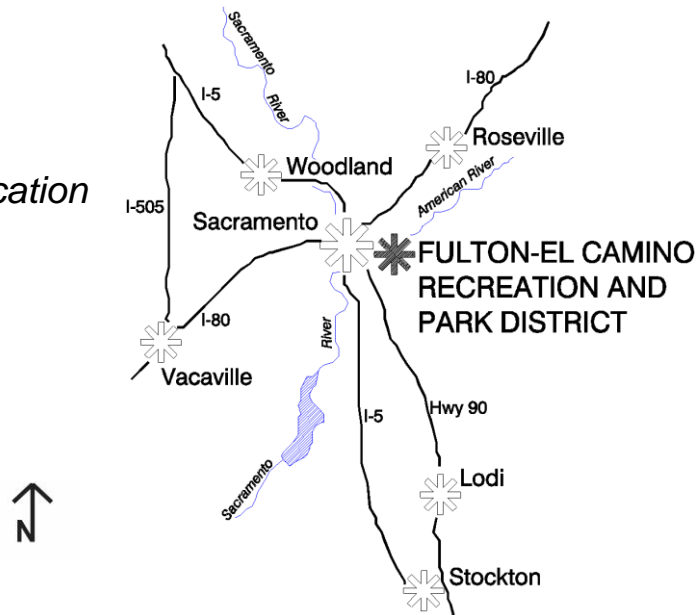 Sacramento
River
I-80
I-5
Roseville
Woodland
American River
cation
I-505
Sacramento
FULTON-EL CAMINO
RECREATION AND
PARK DISTRICT
I-80
River
Vacaville
Hwy 90
I-5
Sacramento
Lodi
N
Stockton